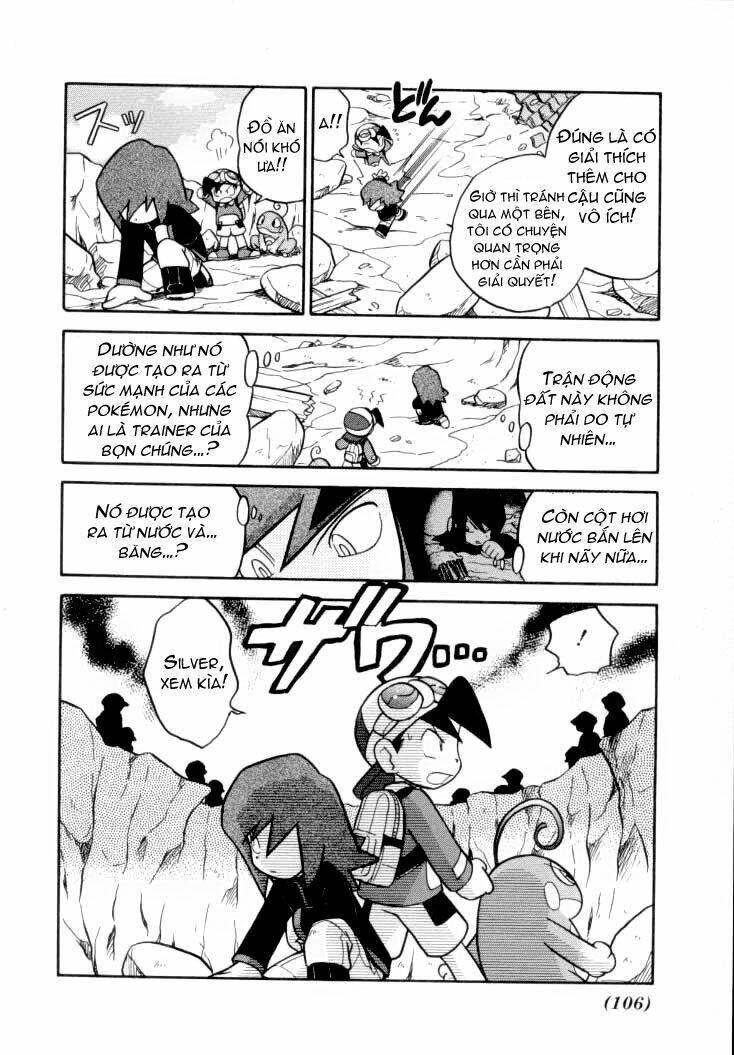 ĐÚNG LÀ CÓ
GIẢI THÍCH
THÊM CHO
CẬU CŨNG
VÔ ÍCH!
GIỜ THÌ TRÁNH
QUA MỘT BÊN,
TÔI CÓ CHUYỆN
QUAN TRỌNG
HƠN CẦN PHẢI
GIẢI QUYẾT!
どん
A!!
ĐỒ ĂN
NÓI KHÓ
ƯA!!
スッ
TRẬN ĐỘNG
ĐẤT NÀY KHÔNG
PHẢI DO TỰ
NHIÊN...
DƯỜNG NHƯ NÓ
ĐƯỢC TẠO RA TỪ
SỨC MẠNH CỦA CÁC
POKÉMON, NHƯNG
AI LÀ TRAINER CỦA
BỌN CHÚNG...?
CÒN CỘT HƠI
NƯỚC BẮN LÊN
KHI NÃY NỮA...
NÓ ĐƯỢC TẠO
RA TỪ NƯỚC VÀ...
BĂNG...?
ザウ...
!
SILVER,
XEM KÌA!
(106)